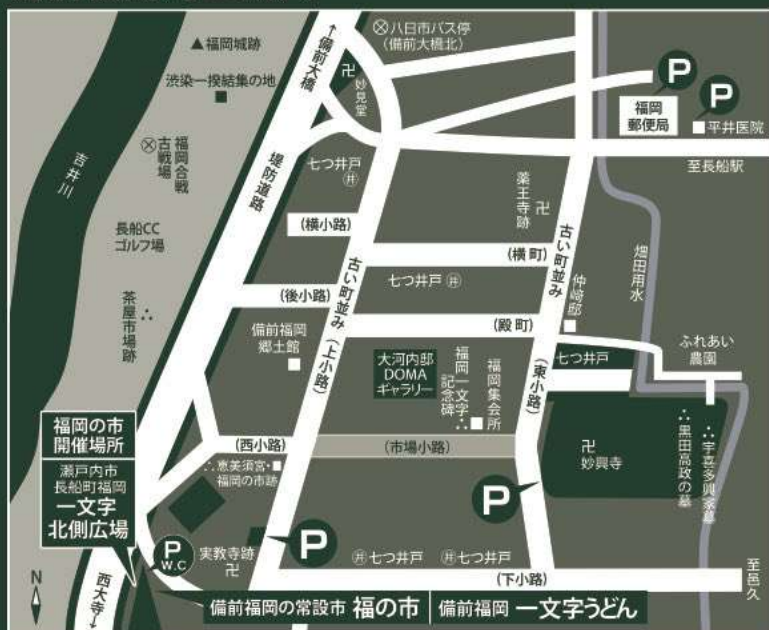 ↑備前大橋
▲福岡城跡
渋染一揆結集の地
八日市バス停
(備前大橋北)
卍妙見堂
P
P
福岡
郵便局
平井医院
至長船駅
吉井川
福岡合戦
古戦場
堤防道路
七つ井戸
井
薬王寺跡
卍
長船CC
ゴルフ場
(横小路)
古い町並み(上小路)
(横町)
古い町並み
(東小路)
畑田用水
七つ井戸 井
仲﨑邸
茶屋市場跡
(後小路)
(殿町)
備前福岡
郷土館
大河内邸
DOMA
ギャラリー
福岡一文字
記念碑
福岡集会所
七つ井戸
ふれあい
農園
福岡の市
開催場所
瀬戸内市
長船町福岡
一文字
北側広場
(西小路)
(市場小路)
恵美須宮・
福岡の市跡
卍
妙興寺
黒田高政の墓
宇喜多興家墓
P
P
P
W.C
実教寺跡
卍
井 七つ井戸
井 七つ井戸
(下小路)
至邑久
N
西大寺→
備前福岡の常設市 福の市
備前福岡 一文字うどん